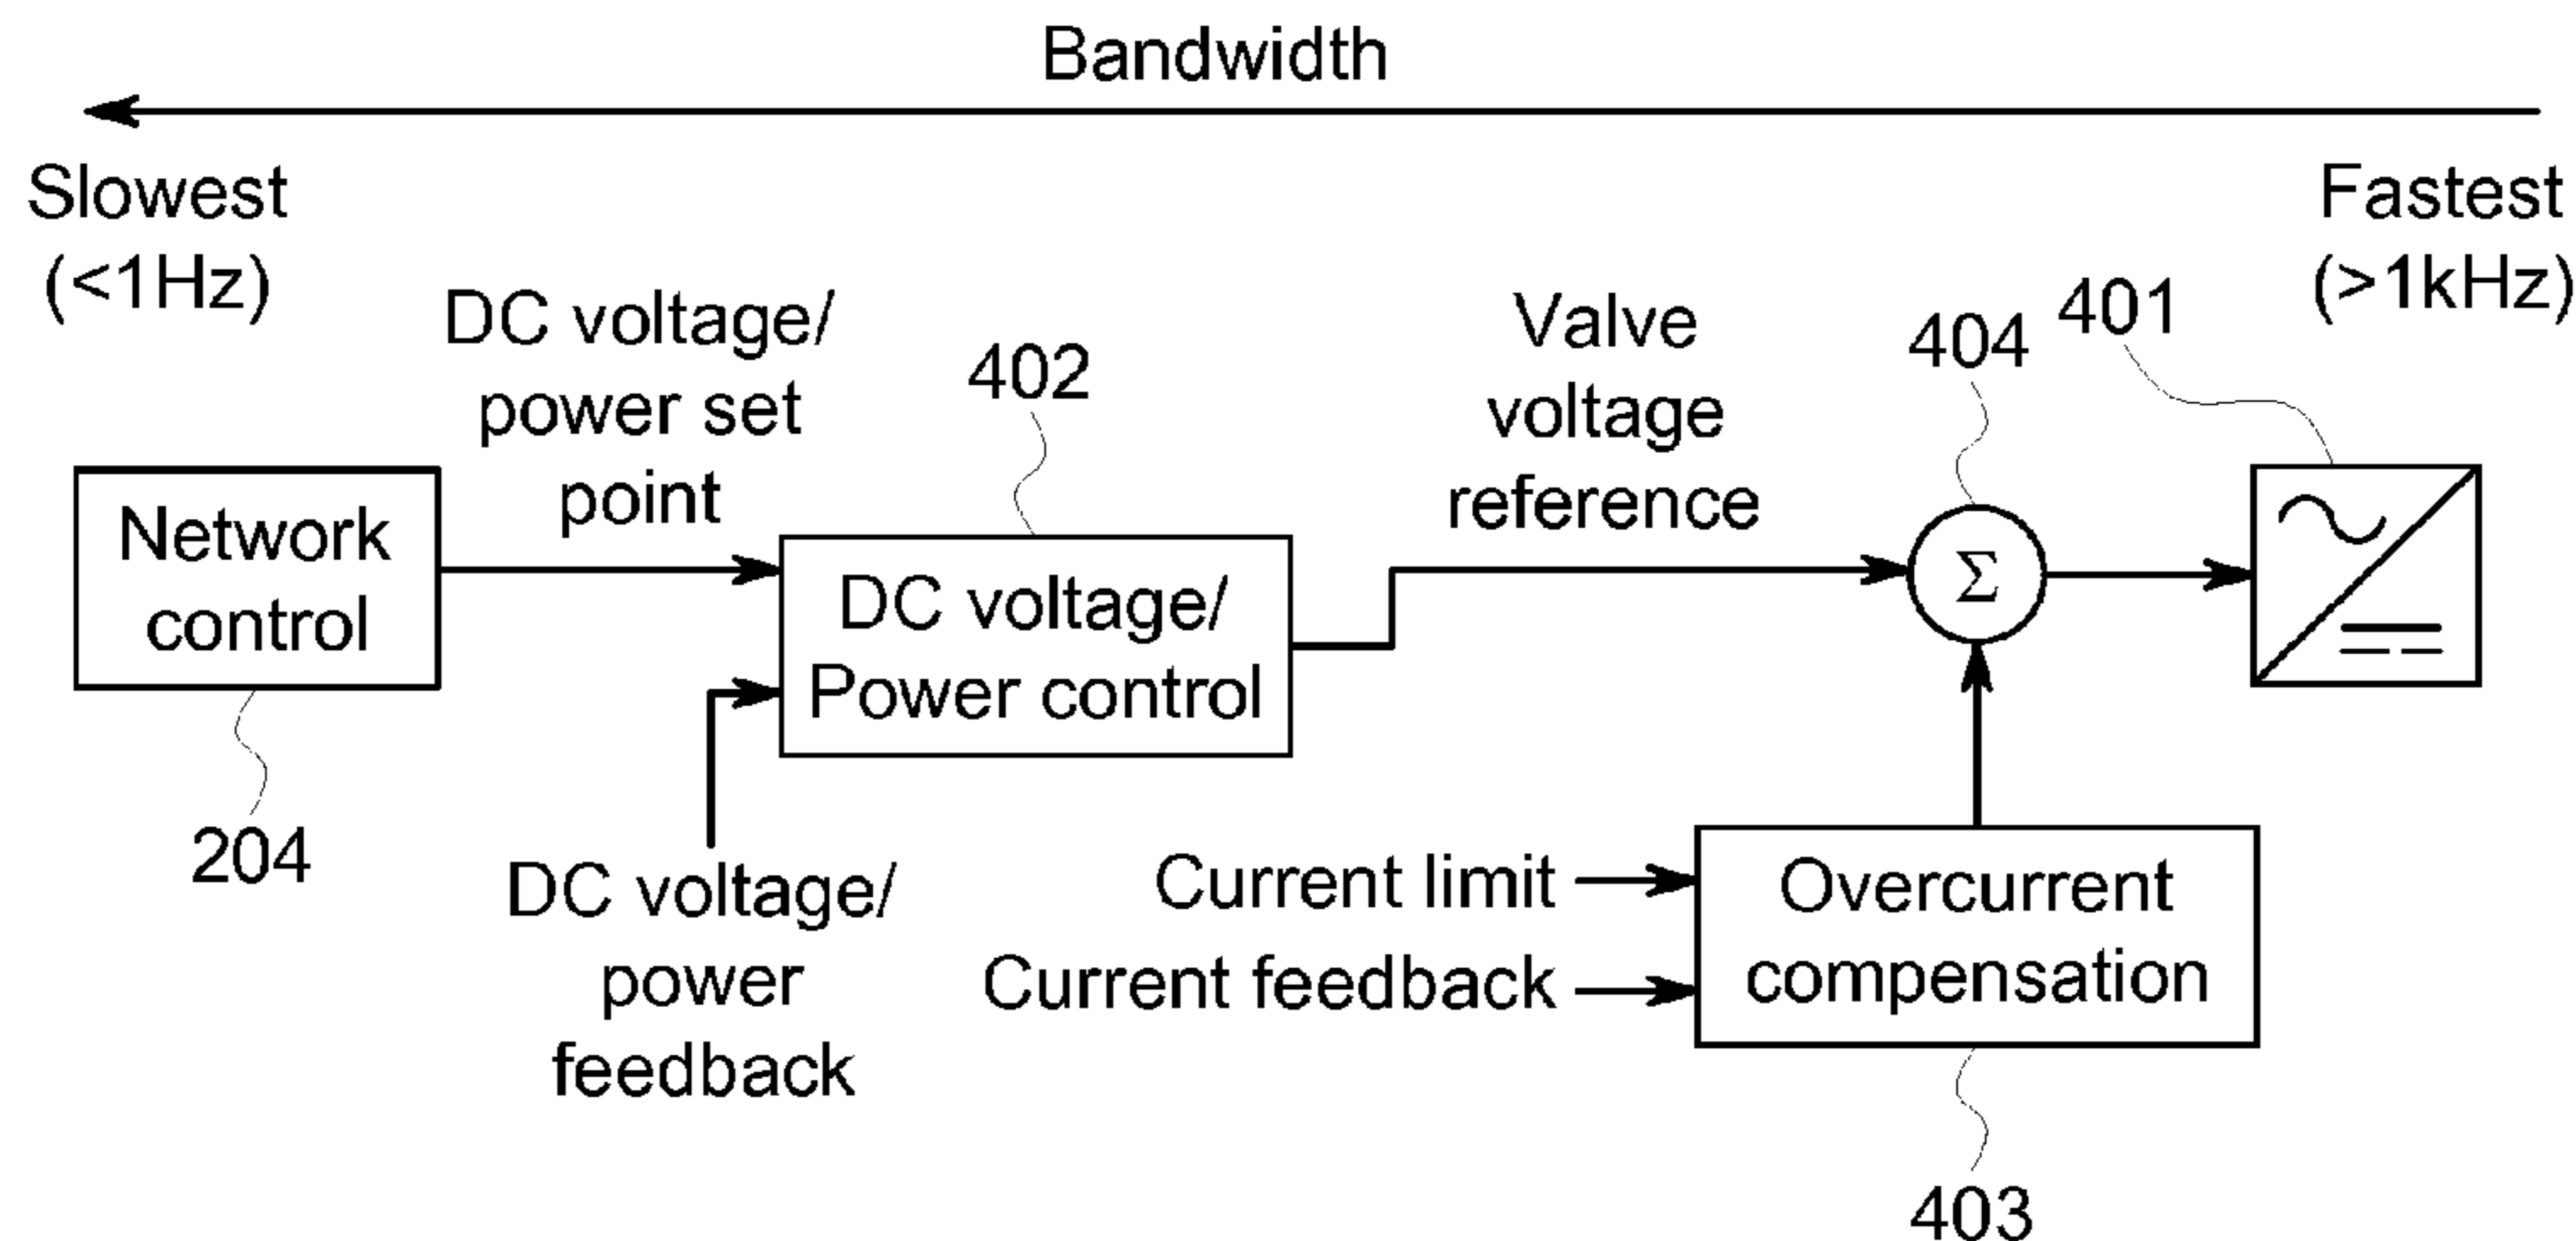 Bandwidth
Slowest
(<1Hz)
Fastest
(>1kHz)
DC voltage/
power set
point
402
Valve
voltage
reference
404
401
Network
control
204
DC voltage/
Power control
Σ
DC voltage/
power
feedback
Current limit
Current feedback
Overcurrent
compensation
403